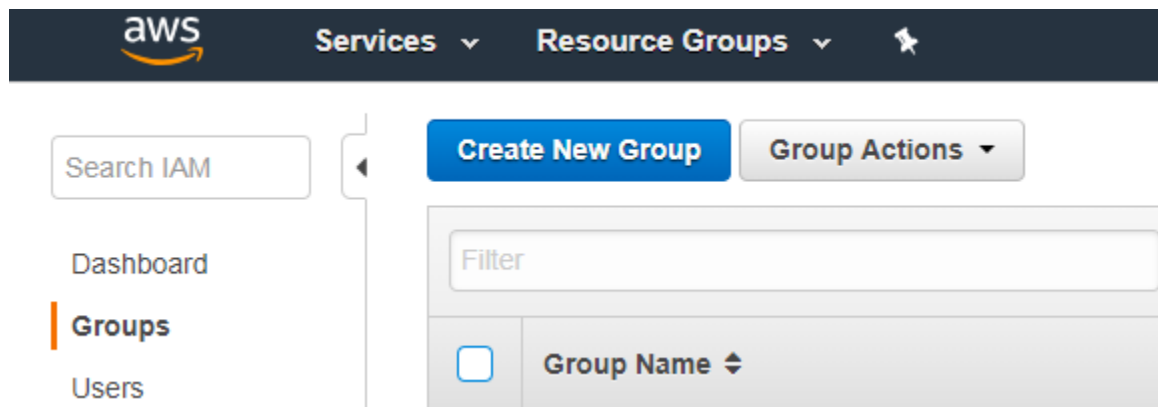 aws Services Resource Groups
Search IAM
Create New Group Group Actions
Dashboard
Filter
Groups
Group Name
Users